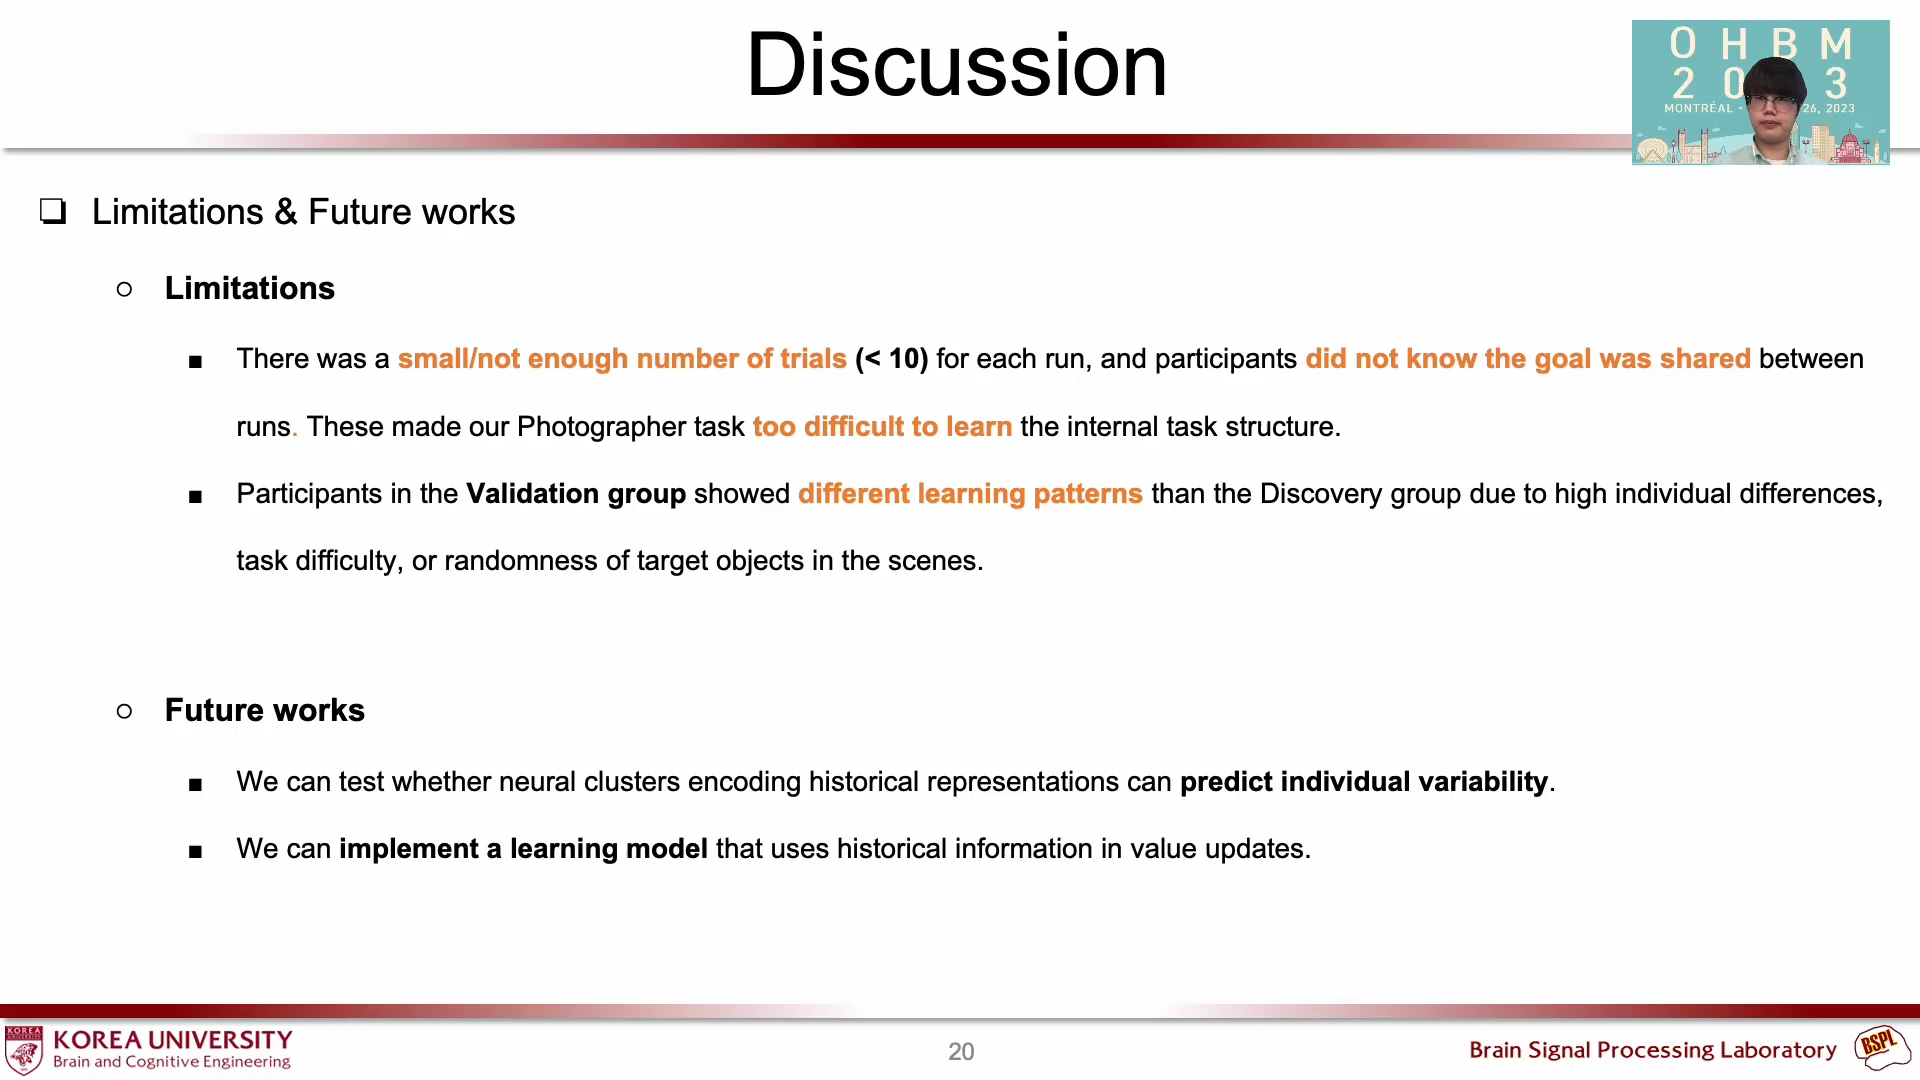 Discussion
O H B M
2 0 3
MONTRÉAL - 26, 2023
❏ Limitations & Future works
○ Limitations
■ There was a small/not enough number of trials (< 10) for each run, and participants did not know the goal was shared between
runs. These made our Photographer task too difficult to learn the internal task structure.
■ Participants in the Validation group showed different learning patterns than the Discovery group due to high individual differences,
task difficulty, or randomness of target objects in the scenes.
○ Future works
■ We can test whether neural clusters encoding historical representations can predict individual variability.
■ We can implement a learning model that uses historical information in value updates.
KOREA
KOREA UNIVERSITY
Brain and Cognitive Engineering
20
Brain Signal Processing Laboratory
BSPL